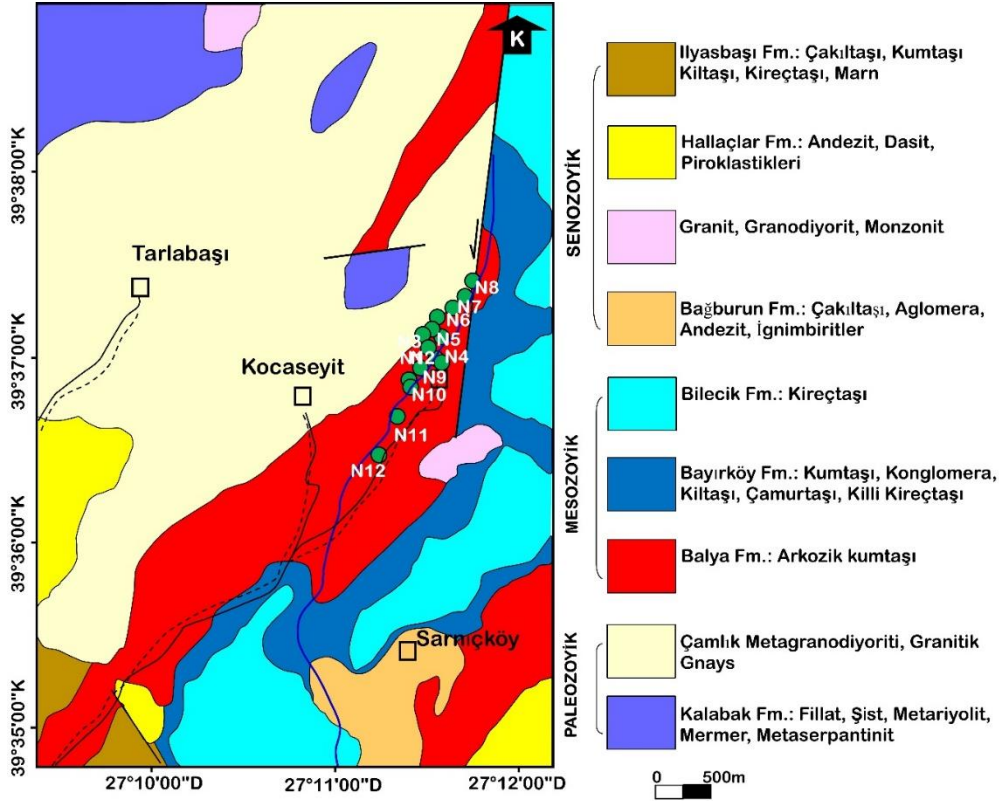 K
39°38'00"K
39°37'00"K
39°36'00"K
39°35'00"K
27°10'00"D
27°11'00"D
27°12'00"D
Tarlabaşı
Kocaseyit
Sarnıçköy
N8
N7
N6
N5
N4
N9
N10
N11
N12
SENOZOYİK
Ilyasbaşı Fm.: Çakıltaşı, Kumtaşı
Kiltaşı, Kireçtaşı, Marn
Hallaçlar Fm.: Andezit, Dasit,
Piroklastikleri
Granit, Granodiyorit, Monzonit
Bağburun Fm.: Çakıltaşı, Aglomera,
Andezit, İgnimbiritler
MESOZOYİK
Bilecik Fm.: Kireçtaşı
Bayırköy Fm.: Kumtaşı, Konglomera,
Kiltaşı, Çamurtaşı, Killi Kireçtaşı
Balya Fm.: Arkozik kumtaşı
PALEOZOYİK
Çamlık Metagranodiyoriti, Granitik
Gnays
Kalabak Fm.: Fillat, Şist, Metariyolit,
Mermer, Metaserpantinit
0 500m